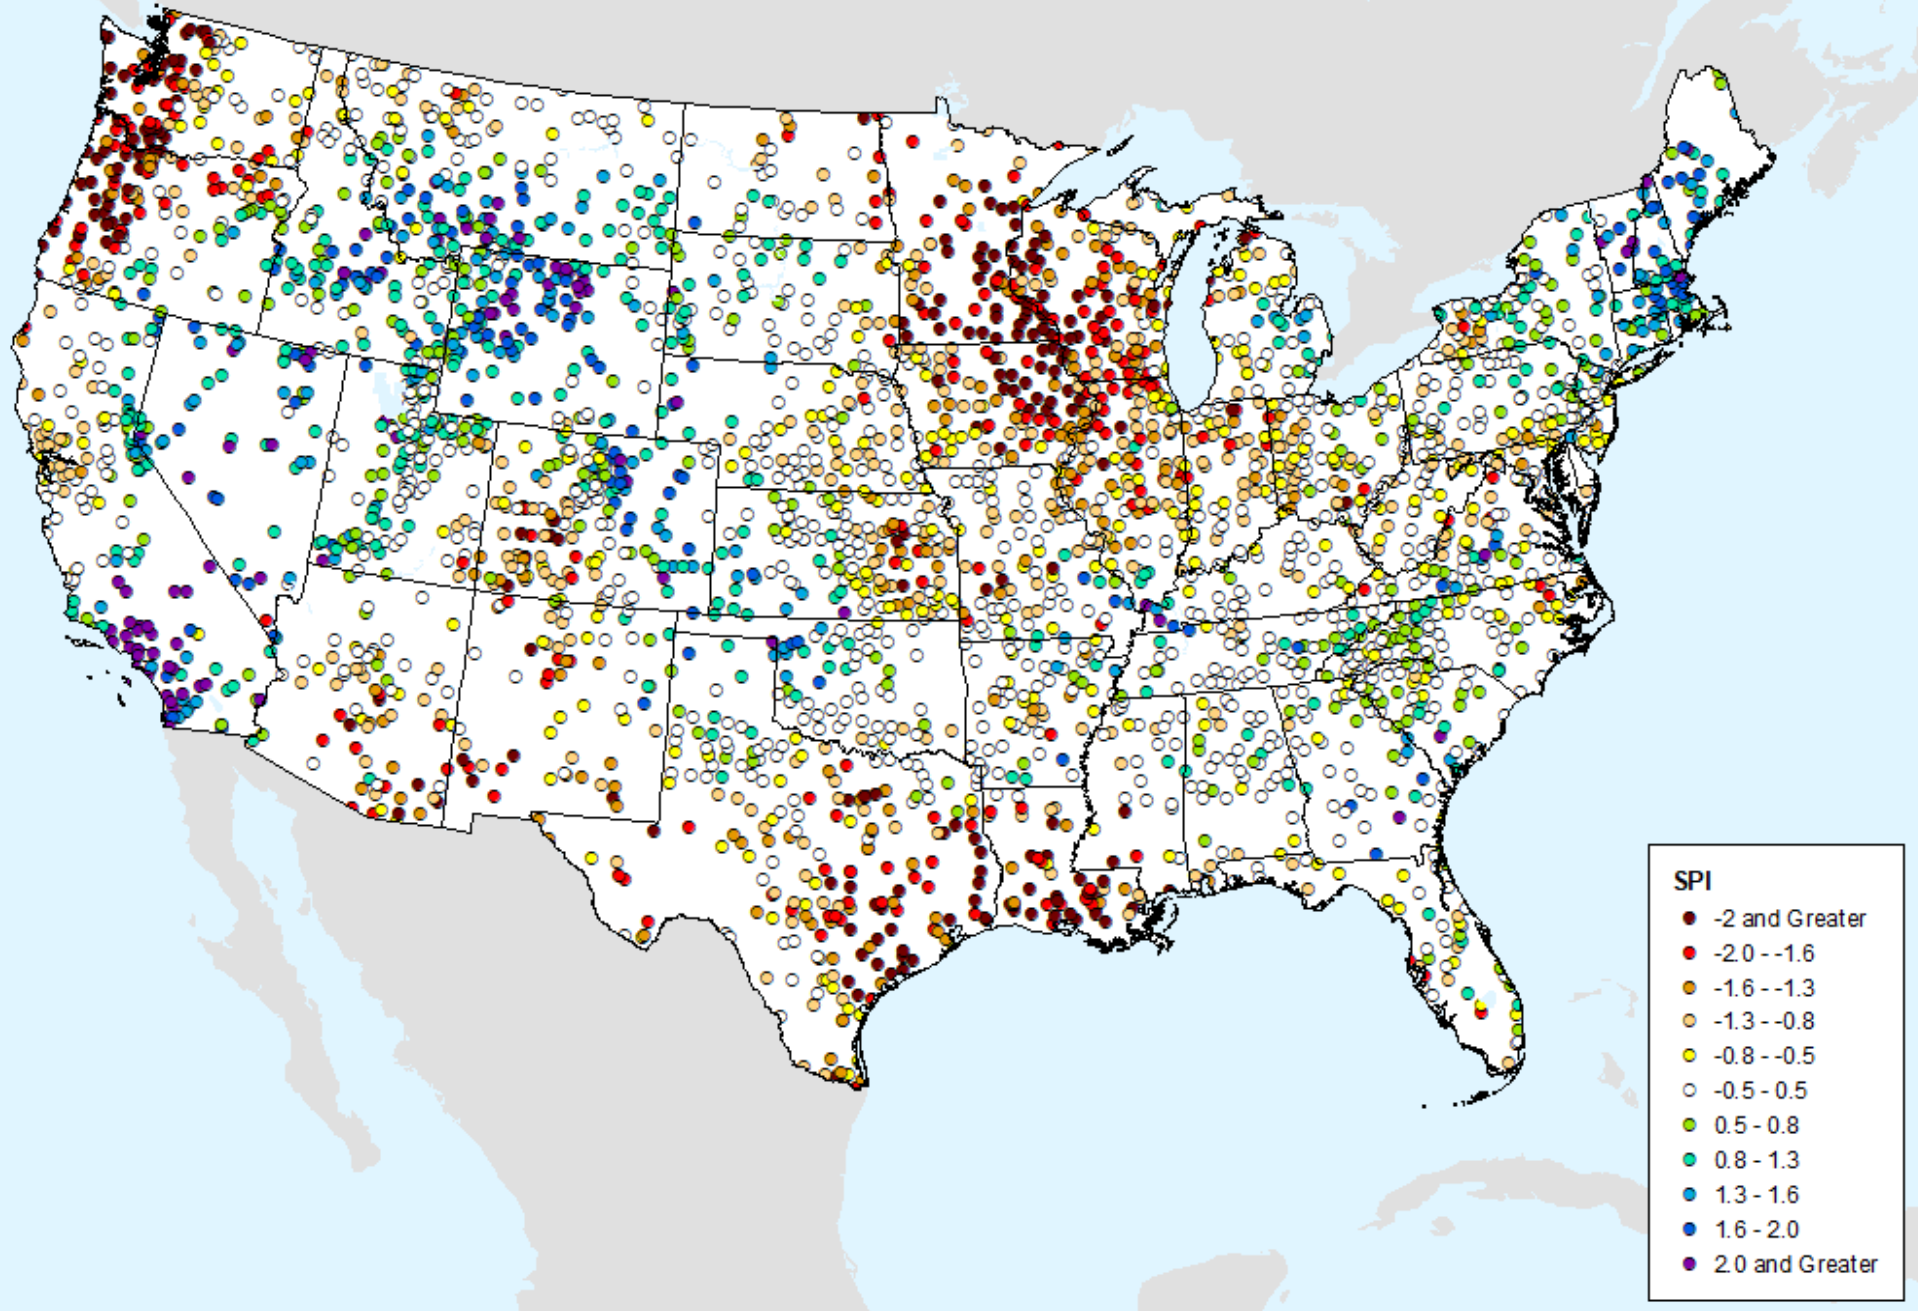 SPI
-2 and Greater
-2.0 - -1.6
-1.6 - -1.3
-1.3 - -0.8
-0.8 - -0.5
-0.5 - 0.5
0.5 - 0.8
0.8 - 1.3
1.3 - 1.6
1.6 - 2.0
2.0 and Greater